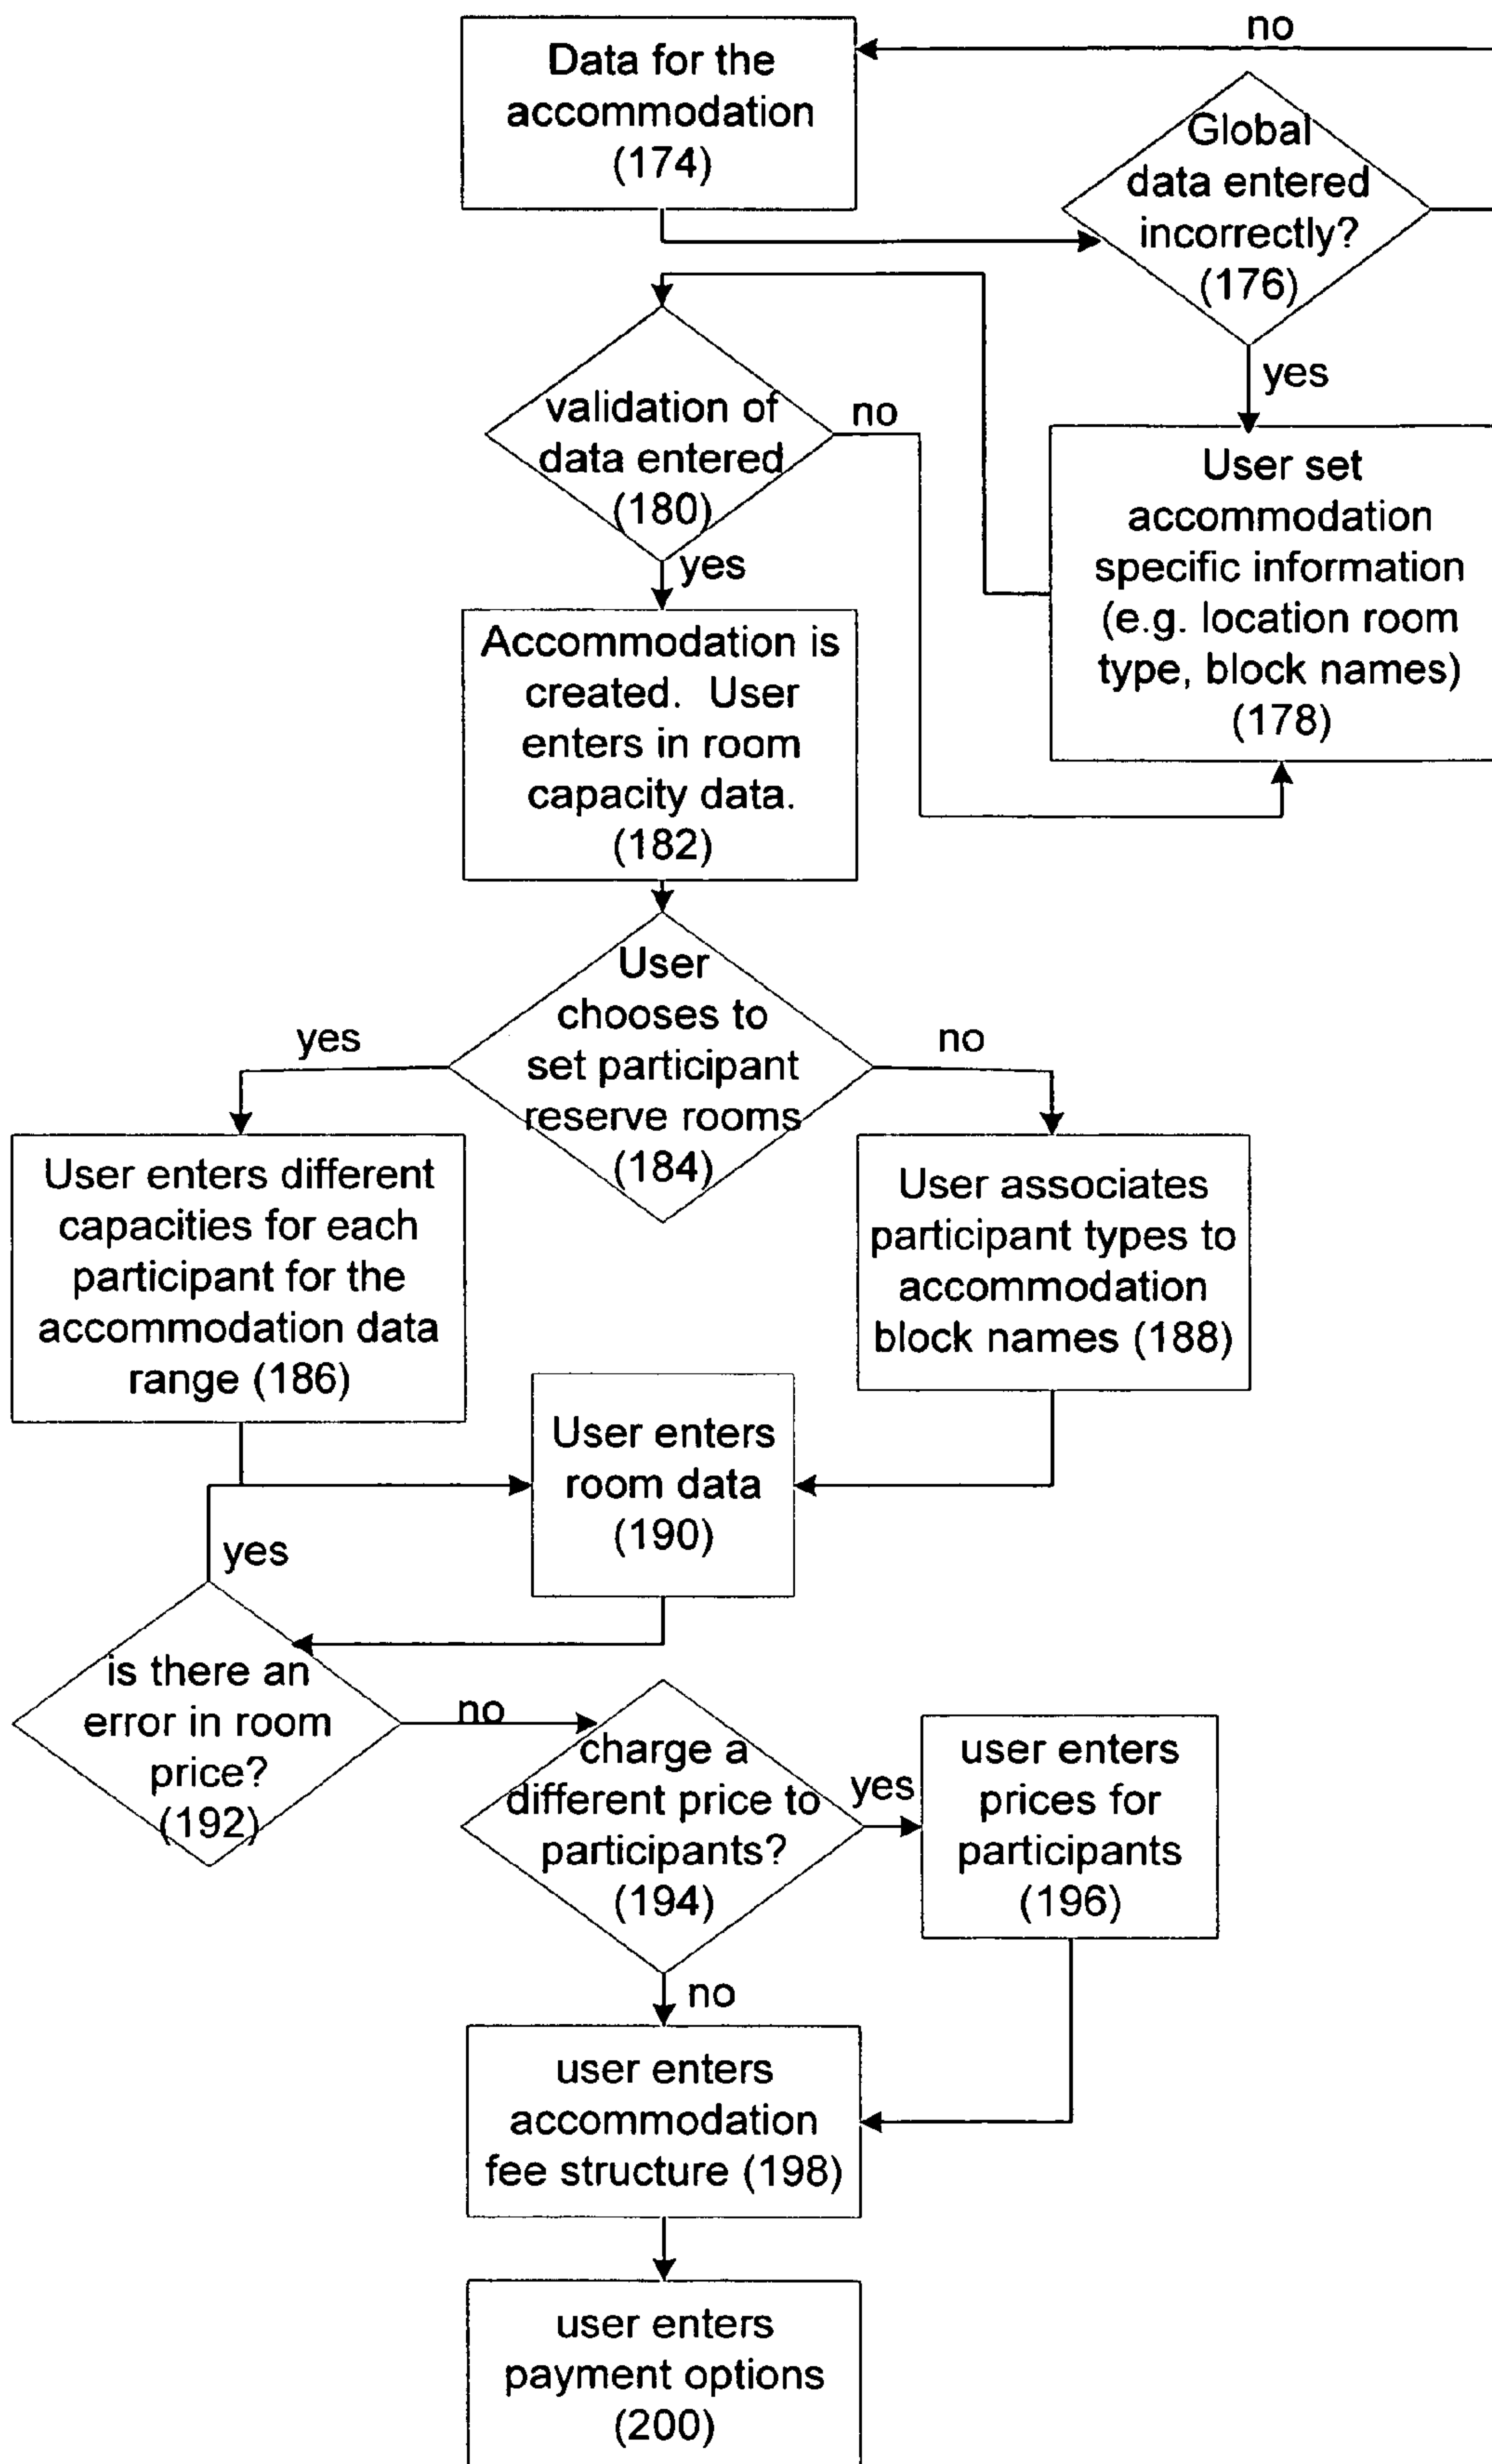 no
Data for the
accommodation
(174)
Global
data entered
incorrectly?
(176)
yes
validation of
data entered
(180)
no
yes
User set
accommodation
specific information
(e.g. location room
type, block names)
(178)
Accommodation is
created. User
enters in room
capacity data.
(182)
User
chooses to
set participant
reserve rooms
(184)
yes
no
User enters different
capacities for each
participant for the
accommodation data
range (186)
User associates
participant types to
accommodation
block names (188)
User enters
room data
(190)
yes
is there an
error in room
price?
(192)
no
charge a
different price to
participants?
(194)
yes
user enters
prices for
participants
(196)
no
user enters
accommodation
fee structure (198)
user enters
payment options
(200)